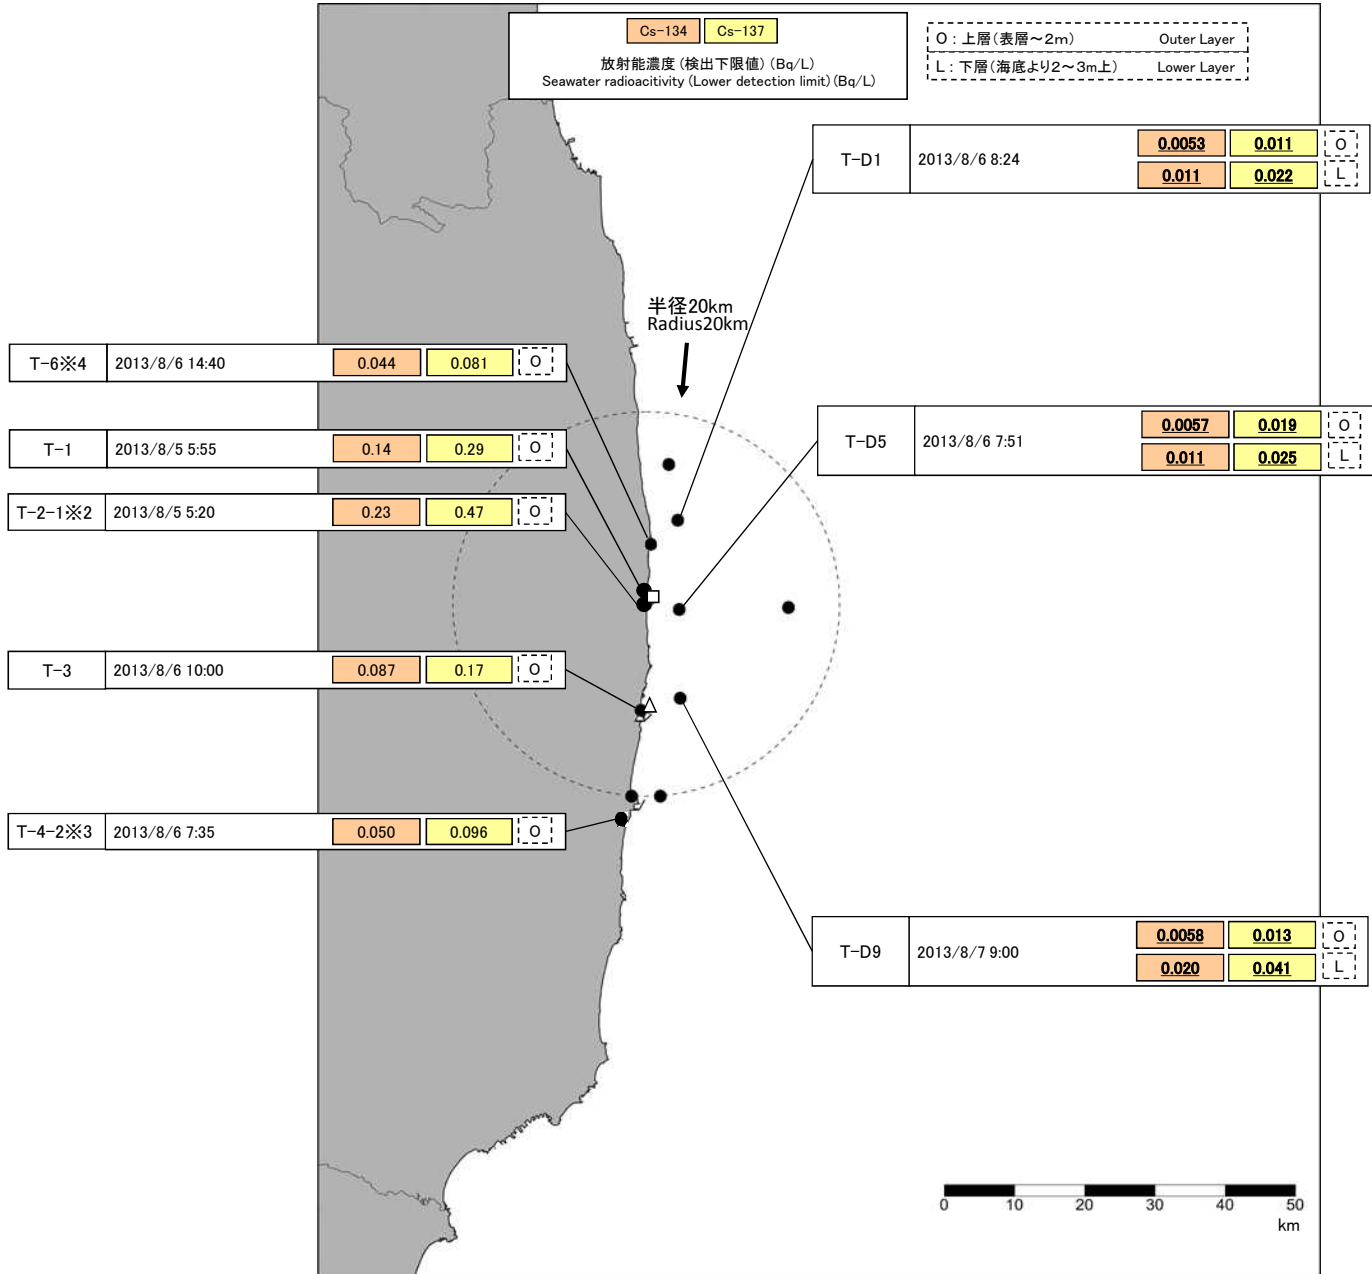 Cs-134 Cs-137
放射能濃度(検出下限値)(Bq/L)
Seawater radioacitivity (Lower detection limit)(Bq/L)
O : 上層(表層～2m) Outer Layer
L : 下層(海底より2～3m上) Lower Layer
T-D1 2013/8/6 8:24 0.0053 0.011 O
0.011 0.022 L
半径20km
Radius20km
T-6※4 2013/8/6 14:40 0.044 0.081 O
T-1 2013/8/5 5:55 0.14 0.29 O
T-D5 2013/8/6 7:51 0.0057 0.019 O
0.011 0.025 L
T-2-1※2 2013/8/5 5:20 0.23 0.47 O
T-3 2013/8/6 10:00 0.087 0.17 O
T-4-2※3 2013/8/6 7:35 0.050 0.096 O
T-D9 2013/8/7 9:00 0.0058 0.013 O
0.020 0.041 L
0 10 20 30 40 50
km